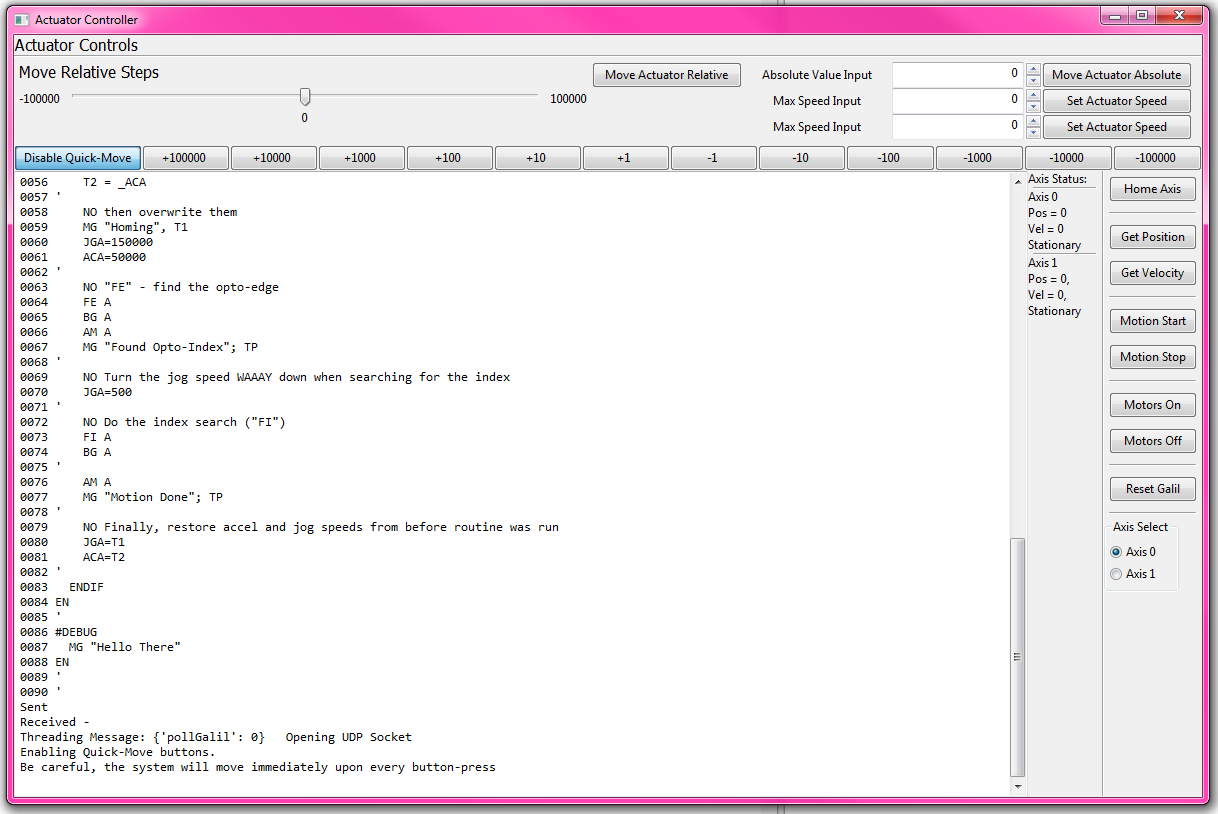 Actuator Controller
Actuator Controls
Move Relative Steps
-100000
100000
0
Move Actuator Relative
Absolute Value Input
0
Move Actuator Absolute
Max Speed Input
0
Set Actuator Speed
Max Speed Input
0
Set Actuator Speed
Disable Quick-Move +100000 +10000 +1000 +100 +10 +1 -1 -10 -100 -1000 -10000 -100000
0056     T2 = _ACA
0057 '
0058     NO then overwrite them
0059     MG "Homing", T1
0060     JGA=150000
0061     ACA=50000
0062 '
0063     NO "FE" - find the opto-edge
0064     FE A
0065     BG A
0066     AM A
0067     MG "Found Opto-Index"; TP
0068 '
0069     NO Turn the jog speed WAAAY down when searching for the index
0070     JGA=500
0071 '
0072     NO Do the index search ("FI")
0073     FI A
0074     BG A
0075 '
0076     AM A
0077     MG "Motion Done"; TP
0078 '
0079     NO Finally, restore accel and jog speeds from before routine was run
0080     JGA=T1
0081     ACA=T2
0082 '
0083   ENDIF
0084 EN
0085 '
0086 #DEBUG
0087   MG "Hello There"
0088 EN
0089 '
0090 '
Sent
Received -
Threading Message: {'pollGalil': 0}   Opening UDP Socket
Enabling Quick-Move buttons.
Be careful, the system will move immediately upon every button-press
Axis Status:
Axis 0
Pos = 0
Vel = 0
Stationary
Axis 1
Pos = 0,
Vel = 0,
Stationary
Home Axis
Get Position
Get Velocity
Motion Start
Motion Stop
Motors On
Motors Off
Reset Galil
Axis Select
Axis 0
Axis 1